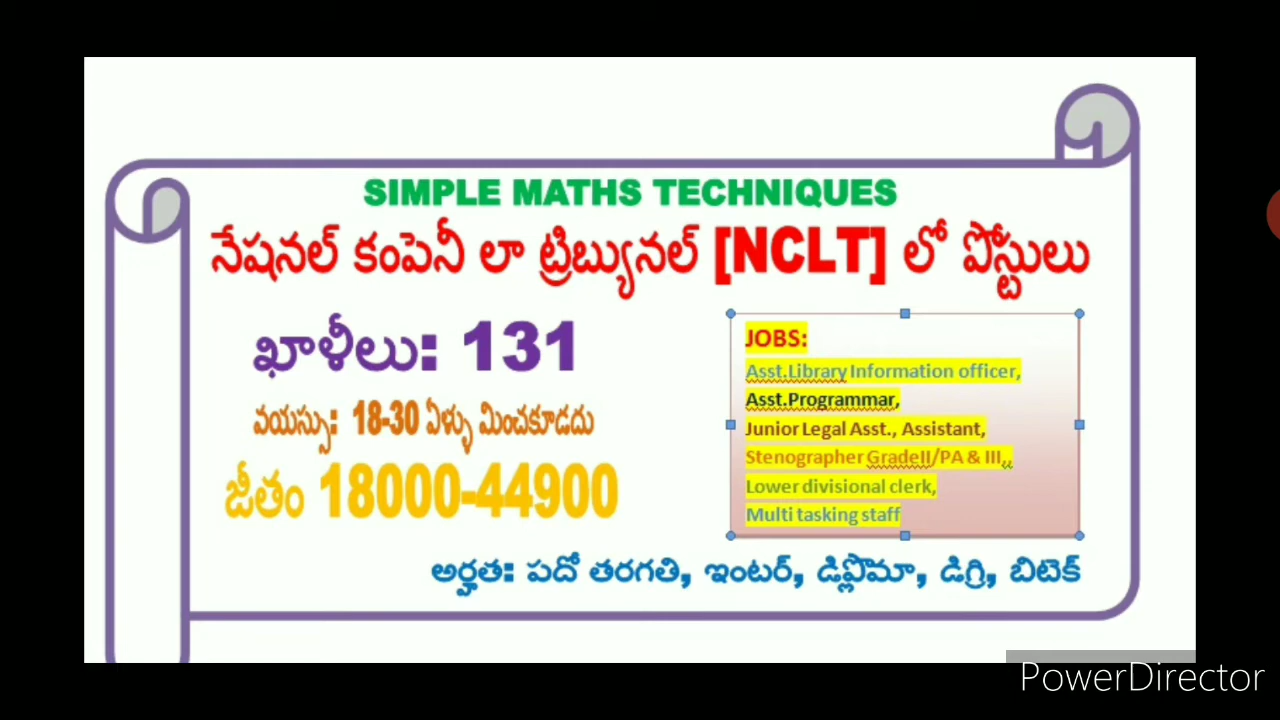 SIMPLE MATHS TECHNIQUES
నేషనల్ కంపెనీ లా ట్రిబ్యునల్ [NCLT] లో పోస్టులు
ఖాళీలు: 131
వయస్సు: 18-30 ఏళ్ళు మించకూడదు
జీతం 18000-44900
JOBS:
Asst.Library Information officer,
Asst.Programmar,
Junior Legal Asst., Assistant,
Stenographer GradeII/PA & III,,
Lower divisional clerk,
Multi tasking staff
అర్హత: పదో తరగతి, ఇంటర్, డిప్లొమా, డిగ్రి, బిటెక్
PowerDirector